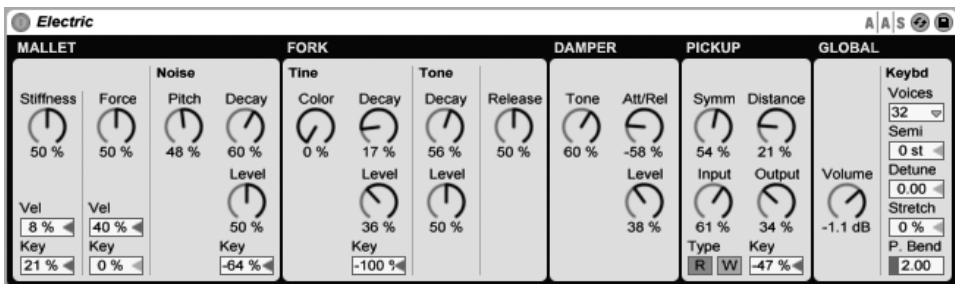 Electric A|A|S
MALLET FORK DAMPER PICKUP GLOBAL
Noise Tine Tone Keybd
Stiffness Force Pitch Decay Color Decay Decay Release Tone Att/Rel Symm Distance Voices
32
50 % 50 % 48 % 60 % 0 % 17 % 56 % 50 % 60 % -58 % 54 % 21 % Semi
0 st
Level Level Level Level Input Output Volume Detune
0.00
Vel Vel 50 % 36 % 50 % 38 % 61 % 34 % -1.1 dB Stretch
8 % 40 % 0 %
Key Key Key Key Type Key P. Bend
21 % 0 % -64 % -100 % R W -47 % 2.00